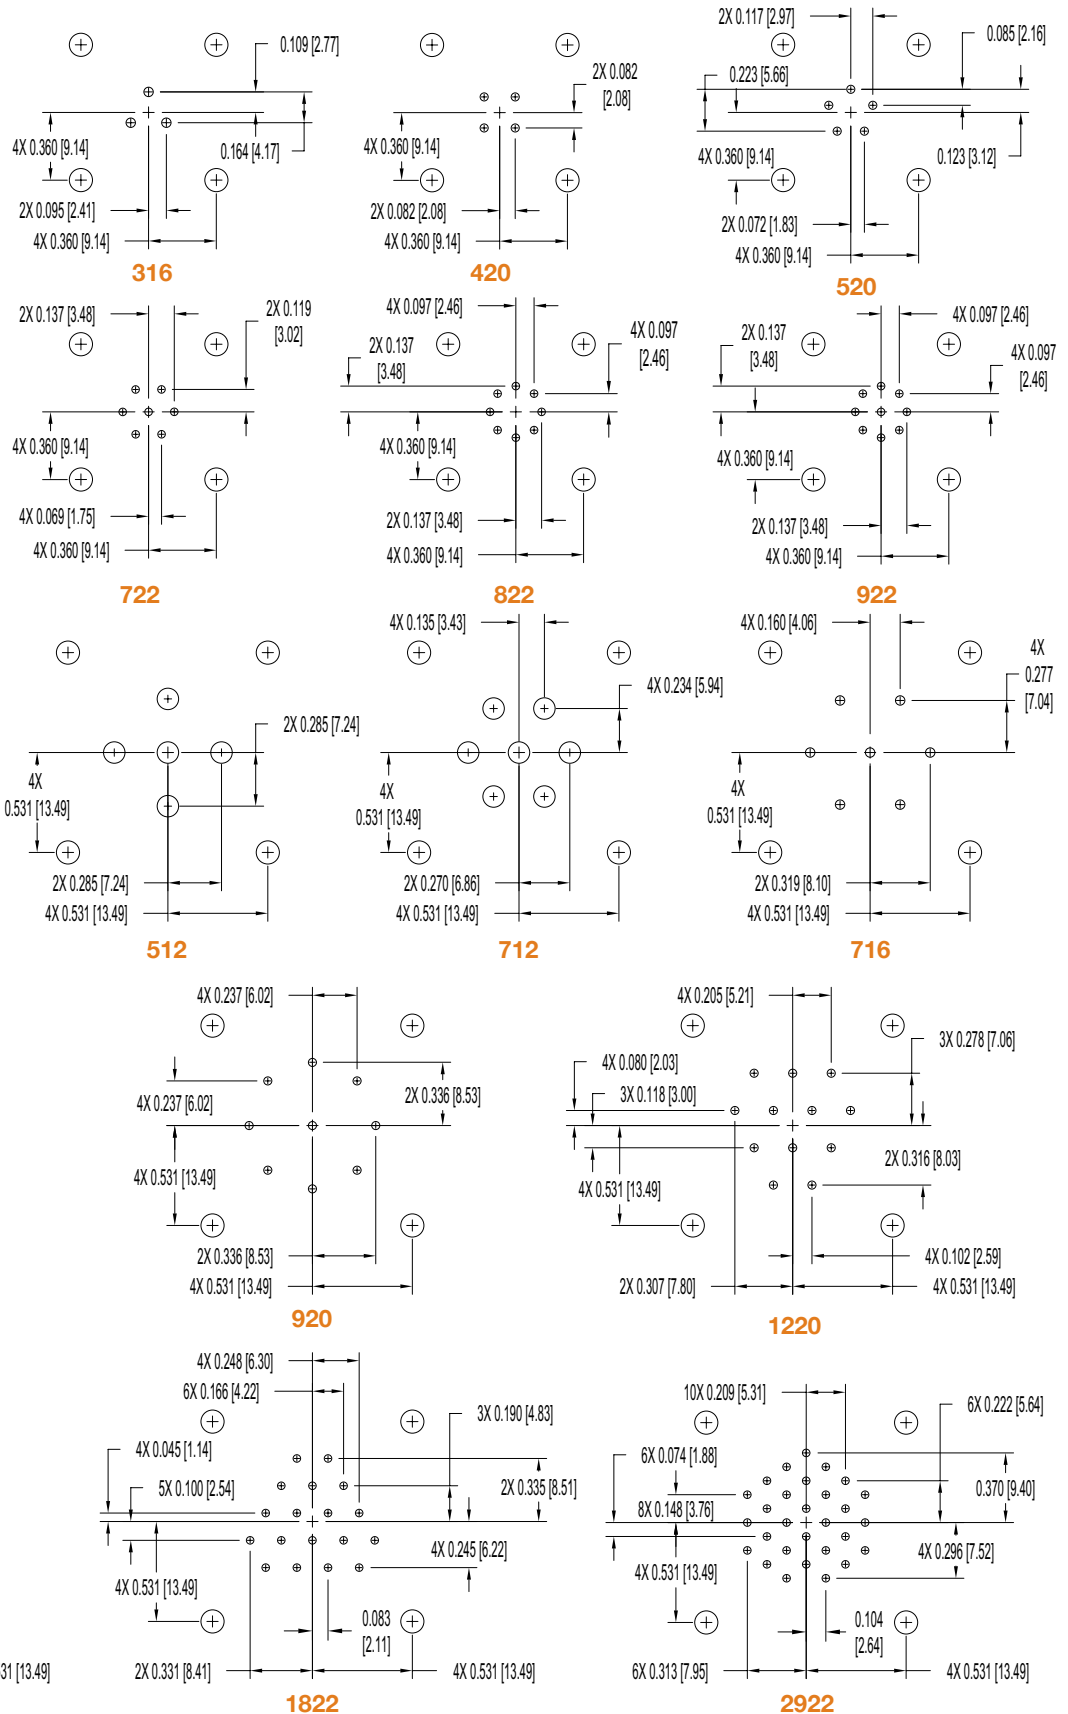 0.109 [2.77]
0.164 [4.17]
4X 0.360 [9.14]
2X 0.095 [2.41]
4X 0.360 [9.14]
316
2X 0.082
[2.08]
4X 0.360 [9.14]
2X 0.082 [2.08]
4X 0.360 [9.14]
420
2X 0.117 [2.97]
0.085 [2.16]
0.223 [5.66]
4X 0.360 [9.14]
0.123 [3.12]
2X 0.072 [1.83]
4X 0.360 [9.14]
520
2X 0.137 [3.48]
2X 0.119
[3.02]
4X 0.360 [9.14]
4X 0.069 [1.75]
4X 0.360 [9.14]
722
4X 0.097 [2.46]
2X 0.137
[3.48]
4X 0.097
[2.46]
4X 0.360 [9.14]
2X 0.137 [3.48]
4X 0.360 [9.14]
822
4X 0.097 [2.46]
2X 0.137
[3.48]
4X 0.097
[2.46]
4X 0.360 [9.14]
2X 0.137 [3.48]
4X 0.360 [9.14]
922
2X 0.285 [7.24]
4X
0.531 [13.49]
2X 0.285 [7.24]
4X 0.531 [13.49]
512
4X 0.135 [3.43]
4X 0.234 [5.94]
4X
0.531 [13.49]
2X 0.270 [6.86]
4X 0.531 [13.49]
712
4X 0.160 [4.06]
4X
0.277
[7.04]
4X
0.531 [13.49]
2X 0.319 [8.10]
4X 0.531 [13.49]
716
4X 0.237 [6.02]
4X 0.237 [6.02]
2X 0.336 [8.53]
4X 0.531 [13.49]
2X 0.336 [8.53]
4X 0.531 [13.49]
920
4X 0.205 [5.21]
3X 0.278 [7.06]
4X 0.080 [2.03]
3X 0.118 [3.00]
2X 0.316 [8.03]
4X 0.531 [13.49]
4X 0.102 [2.59]
2X 0.307 [7.80]
4X 0.531 [13.49]
1220
4X 0.248 [6.30]
6X 0.166 [4.22]
3X 0.190 [4.83]
4X 0.045 [1.14]
5X 0.100 [2.54]
2X 0.335 [8.51]
4X 0.245 [6.22]
4X 0.531 [13.49]
0.083
[2.11]
31 [13.49]
2X 0.331 [8.41]
4X 0.531 [13.49]
1822
10X 0.209 [5.31]
6X 0.222 [5.64]
6X 0.074 [1.88]
0.370 [9.40]
8X 0.148 [3.76]
4X 0.296 [7.52]
4X 0.531 [13.49]
0.104
[2.64]
6X 0.313 [7.95]
4X 0.531 [13.49]
2922